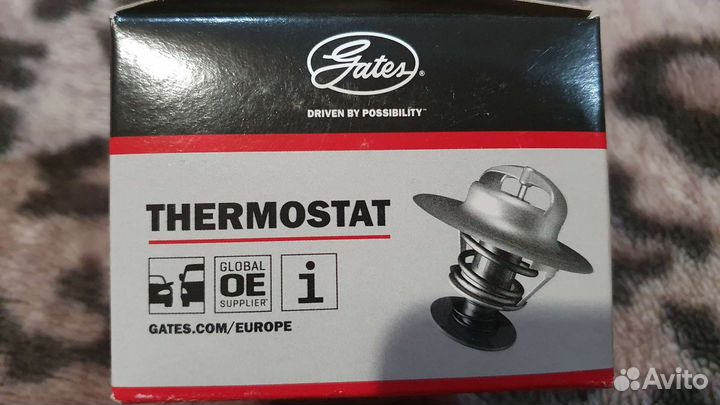 Gates®
DRIVEN BY POSSIBILITY™
THERMOSTAT
GLOBAL
OE
SUPPLIER
i
GATES.COM/EUROPE
Avito